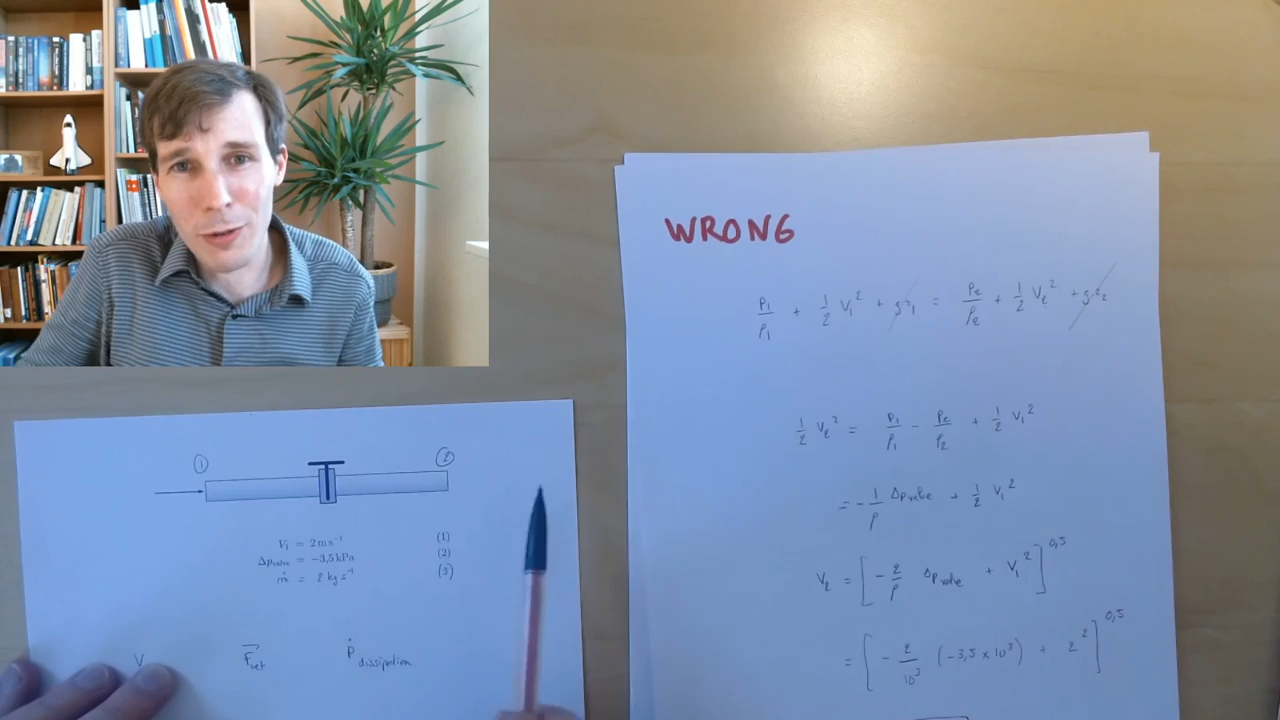 WRONG
p₁/ρ₁ + 1/2 V₁² + gz₁ = p₂/ρ₂ + 1/2 V₂² + gz₂
1/2 V₂² = p₁/ρ₁ - p₂/ρ₂ + 1/2 V₁²
= - 1/ρ Δp_valve + 1/2 V₁²
V₂ = [ - 2/ρ Δp_valve + V₁² ]^0,5
= [ - 2/10³ (-3,5 × 10³) + 2² ]^0,5
① ②
V₁ = 2 m s⁻¹ (1)
Δp_valve = −3,5 kPa (2)
ṁ = 2 kg s⁻¹ (3)
V F⃗_net Ṗ_dissipation